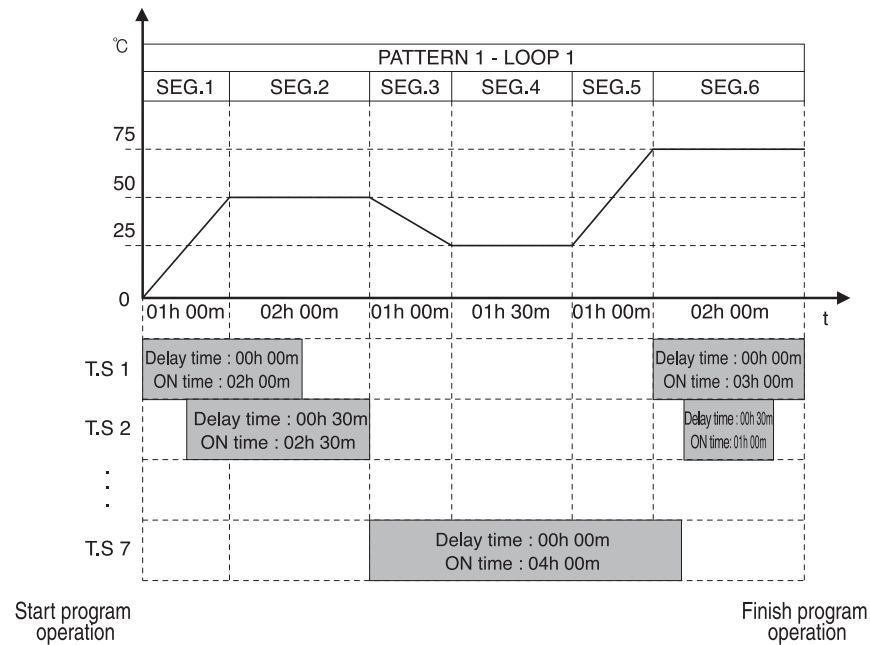 °C
PATTERN 1 - LOOP 1
SEG.1 SEG.2 SEG.3 SEG.4 SEG.5 SEG.6
75
50
25
0
01h 00m 02h 00m 01h 00m 01h 30m 01h 00m 02h 00m
t
T.S 1
Delay time : 00h 00m
ON time : 02h 00m
Delay time : 00h 00m
ON time : 03h 00m
T.S 2
Delay time : 00h 30m
ON time : 02h 30m
Delay time : 00h 30m
ON time: 01h 00m
T.S 7
Delay time : 00h 00m
ON time : 04h 00m
Start program
operation
Finish program
operation